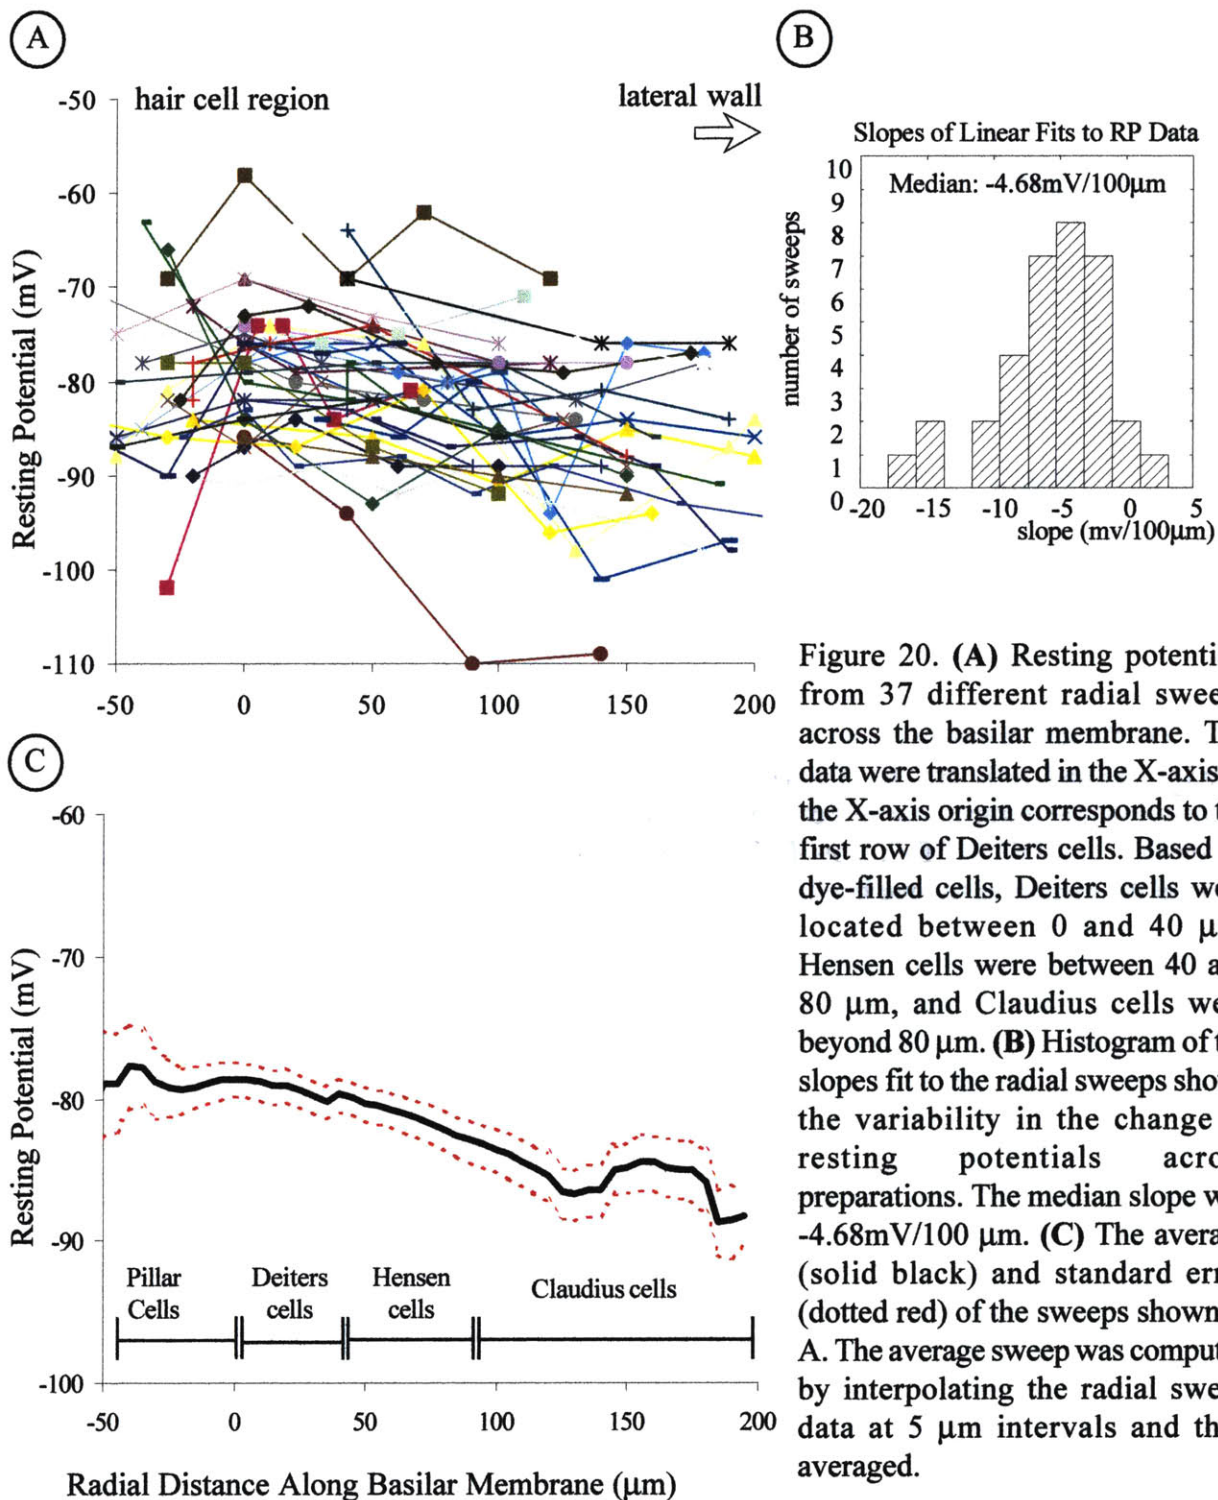 A
hair cell region
lateral wall
-50
-60
-70
-80
-90
-100
-110
Resting Potential (mV)
-50 0 50 100 150 200
B
Slopes of Linear Fits to RP Data
Median: -4.68mV/100µm
10
9
8
7
6
5
4
3
2
1
0
number of sweeps
-20 -15 -10 -5 0 5
slope (mv/100µm)
C
-60
-70
-80
-90
-100
Resting Potential (mV)
Pillar
Cells
Deiters
cells
Hensen
cells
Claudius cells
-50 0 50 100 150 200
Radial Distance Along Basilar Membrane (µm)
Figure 20. (A) Resting potenti
from 37 different radial swee
across the basilar membrane. T
data were translated in the X-axis
the X-axis origin corresponds to t
first row of Deiters cells. Based
dye-filled cells, Deiters cells we
located between 0 and 40 µ
Hensen cells were between 40 a
80 µm, and Claudius cells we
beyond 80 µm. (B) Histogram of t
slopes fit to the radial sweeps show
the variability in the change
resting potentials acro
preparations. The median slope w
-4.68mV/100 µm. (C) The avera
(solid black) and standard err
(dotted red) of the sweeps shown
A. The average sweep was comput
by interpolating the radial swe
data at 5 µm intervals and th
averaged.